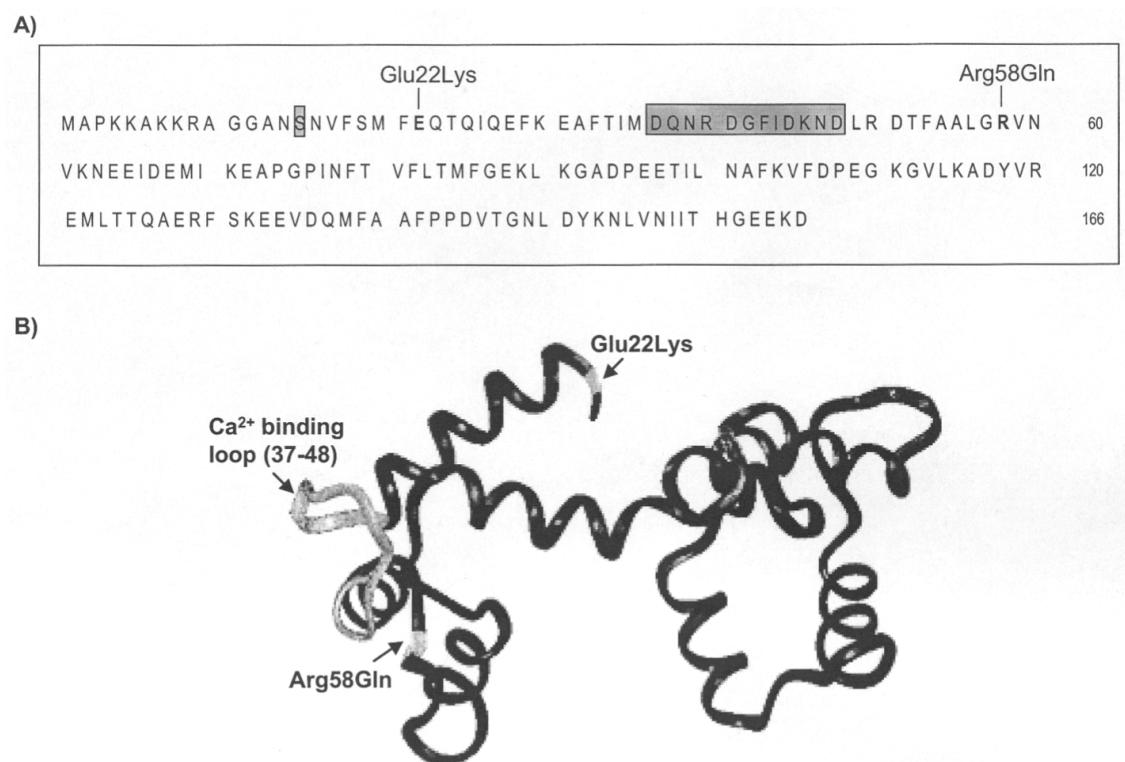 A)
Glu22Lys Arg58Gln
MAPKKAKKRA GGANSNVFSM FEQTQIQEFK EAFTIMDQNR DGFIDKNDLR DTFAALGRVN 60
VKNEEIDEMI KEAPGPINFT VFLTMFGEKL KGADPEETIL NAFKVFDPEG KGVLKADYVR 120
EMLTTQAERF SKEEVDQMFA AFPPDVTGNL DYKNLVNIIT HGEEKD 166
B)
Glu22Lys
Ca²⁺ binding
loop (37-48)
Arg58Gln